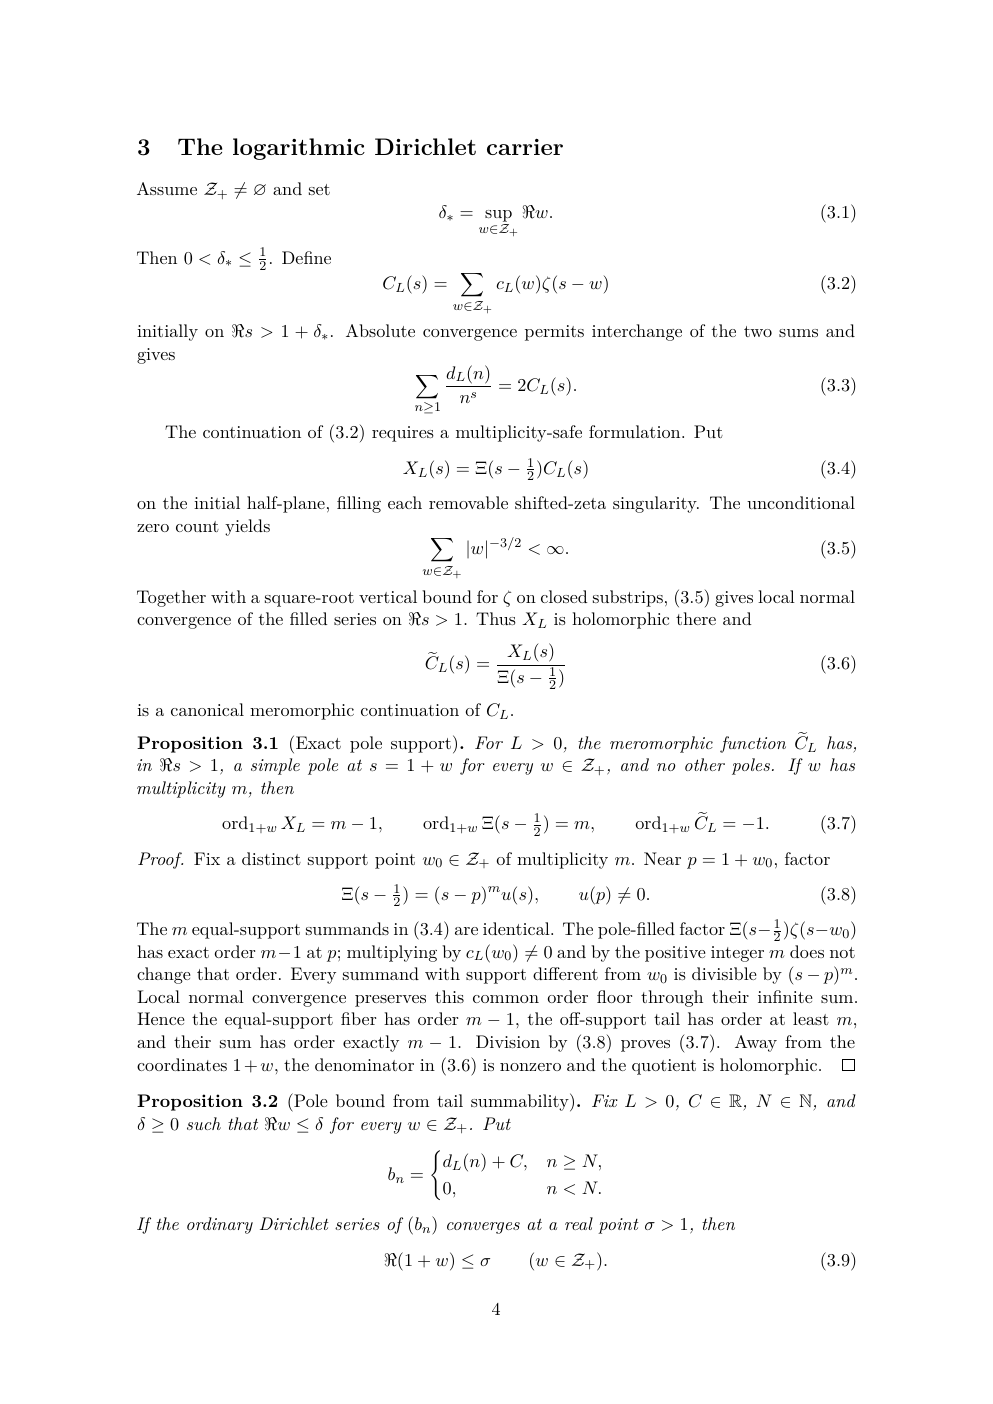 3 The logarithmic Dirichlet carrier
Assume 𝒵₊ ≠ ∅ and set
δ∗ = sup_{w∈𝒵₊} ℜw. (3.1)
Then 0 < δ∗ ≤ 1/2. Define
C_L(s) = ∑_{w∈𝒵₊} c_L(w)ζ(s − w) (3.2)
initially on ℜs > 1 + δ∗. Absolute convergence permits interchange of the two sums and
gives
∑_{n≥1} d_L(n)/n^s = 2C_L(s). (3.3)
The continuation of (3.2) requires a multiplicity-safe formulation. Put
X_L(s) = Ξ(s − 1/2)C_L(s) (3.4)
on the initial half-plane, filling each removable shifted-zeta singularity. The unconditional
zero count yields
∑_{w∈𝒵₊} |w|^{−3/2} < ∞. (3.5)
Together with a square-root vertical bound for ζ on closed substrips, (3.5) gives local normal
convergence of the filled series on ℜs > 1. Thus X_L is holomorphic there and
C̃_L(s) = X_L(s)/Ξ(s − 1/2) (3.6)
is a canonical meromorphic continuation of C_L.
Proposition 3.1 (Exact pole support). For L > 0, the meromorphic function C̃_L has,
in ℜs > 1, a simple pole at s = 1 + w for every w ∈ 𝒵₊, and no other poles. If w has
multiplicity m, then
ord_{1+w} X_L = m − 1, ord_{1+w} Ξ(s − 1/2) = m, ord_{1+w} C̃_L = −1. (3.7)
Proof. Fix a distinct support point w₀ ∈ 𝒵₊ of multiplicity m. Near p = 1 + w₀, factor
Ξ(s − 1/2) = (s − p)^m u(s), u(p) ≠ 0. (3.8)
The m equal-support summands in (3.4) are identical. The pole-filled factor Ξ(s−1/2)ζ(s−w₀)
has exact order m−1 at p; multiplying by c_L(w₀) ≠ 0 and by the positive integer m does not
change that order. Every summand with support different from w₀ is divisible by (s − p)^m.
Local normal convergence preserves this common order floor through their infinite sum.
Hence the equal-support fiber has order m − 1, the off-support tail has order at least m,
and their sum has order exactly m − 1. Division by (3.8) proves (3.7). Away from the
coordinates 1 + w, the denominator in (3.6) is nonzero and the quotient is holomorphic. □
Proposition 3.2 (Pole bound from tail summability). Fix L > 0, C ∈ ℝ, N ∈ ℕ, and
δ ≥ 0 such that ℜw ≤ δ for every w ∈ 𝒵₊. Put
b_n = { d_L(n) + C, n ≥ N,
0, n < N.
If the ordinary Dirichlet series of (b_n) converges at a real point σ > 1, then
ℜ(1 + w) ≤ σ (w ∈ 𝒵₊). (3.9)
4